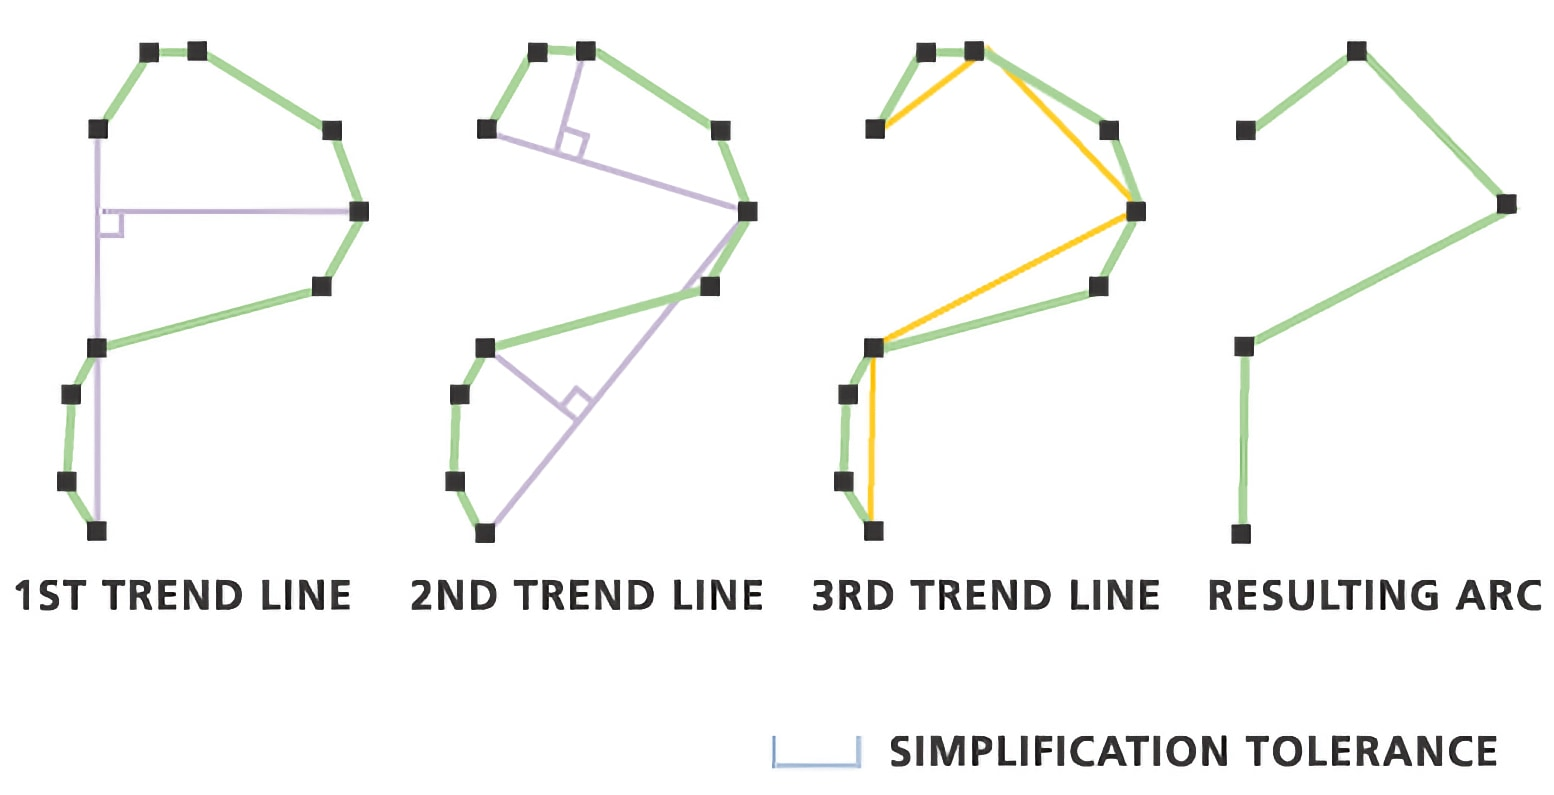 1ST TREND LINE 2ND TREND LINE 3RD TREND LINE RESULTING ARC
SIMPLIFICATION TOLERANCE